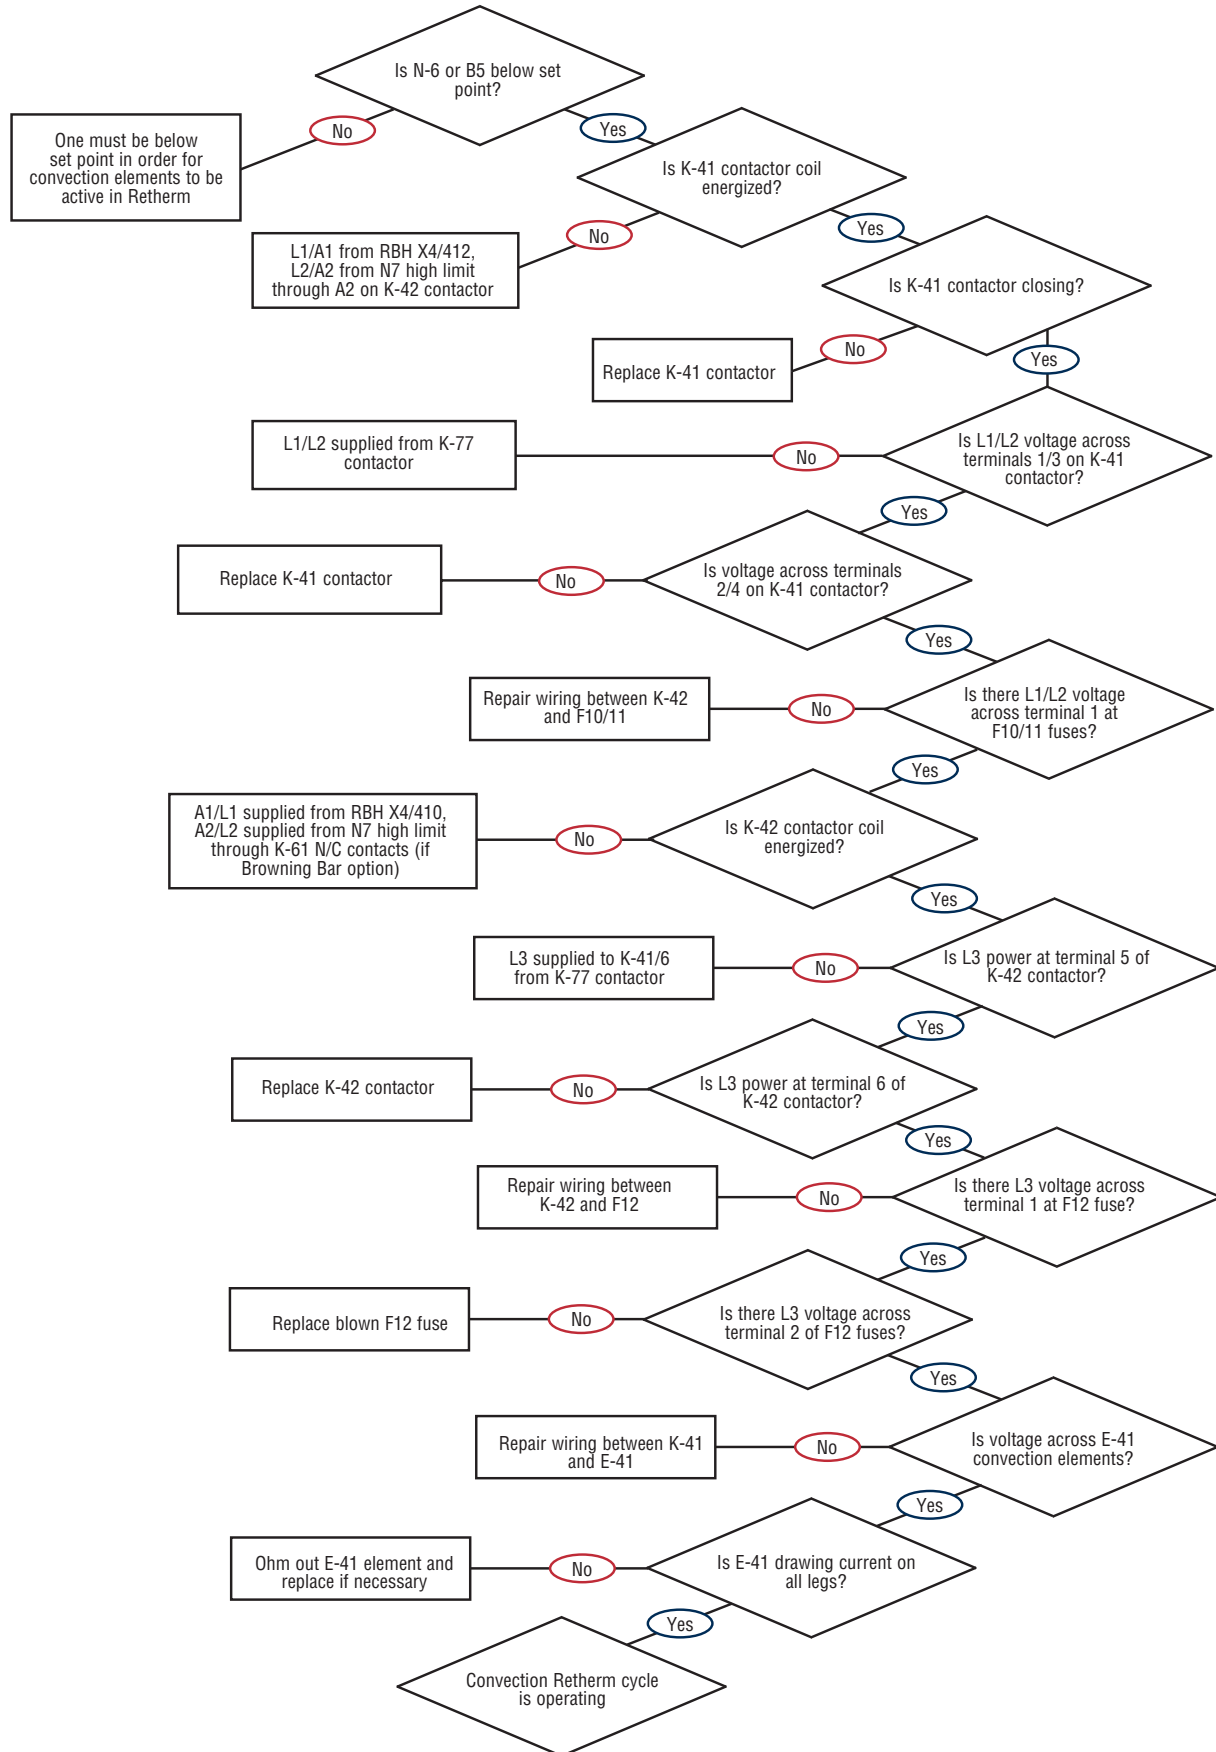 Is N-6 or B5 below set
point?
No
Yes
One must be below
set point in order for
convection elements to be
active in Retherm
Is K-41 contactor coil
energized?
No
Yes
L1/A1 from RBH X4/412,
L2/A2 from N7 high limit
through A2 on K-42 contactor
Is K-41 contactor closing?
No
Yes
Replace K-41 contactor
Is L1/L2 voltage across
terminals 1/3 on K-41
contactor?
No
L1/L2 supplied from K-77
contactor
Yes
Is voltage across terminals
2/4 on K-41 contactor?
No
Replace K-41 contactor
Yes
Is there L1/L2 voltage
across terminal 1 at
F10/11 fuses?
No
Repair wiring between K-42
and F10/11
Yes
Is K-42 contactor coil
energized?
No
A1/L1 supplied from RBH X4/410,
A2/L2 supplied from N7 high limit
through K-61 N/C contacts (if
Browning Bar option)
Yes
Is L3 power at terminal 5 of
K-42 contactor?
No
L3 supplied to K-41/6
from K-77 contactor
Yes
Is L3 power at terminal 6 of
K-42 contactor?
No
Replace K-42 contactor
Yes
Is there L3 voltage across
terminal 1 at F12 fuse?
No
Repair wiring between
K-42 and F12
Yes
Is there L3 voltage across
terminal 2 of F12 fuses?
No
Replace blown F12 fuse
Yes
Is voltage across E-41
convection elements?
No
Repair wiring between K-41
and E-41
Yes
Is E-41 drawing current on
all legs?
No
Ohm out E-41 element and
replace if necessary
Yes
Convection Retherm cycle
is operating